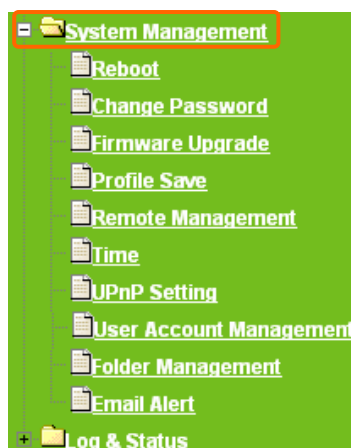 System Management
Reboot
Change Password
Firmware Upgrade
Profile Save
Remote Management
Time
UPnP Setting
User Account Management
Folder Management
Email Alert
Log & Status